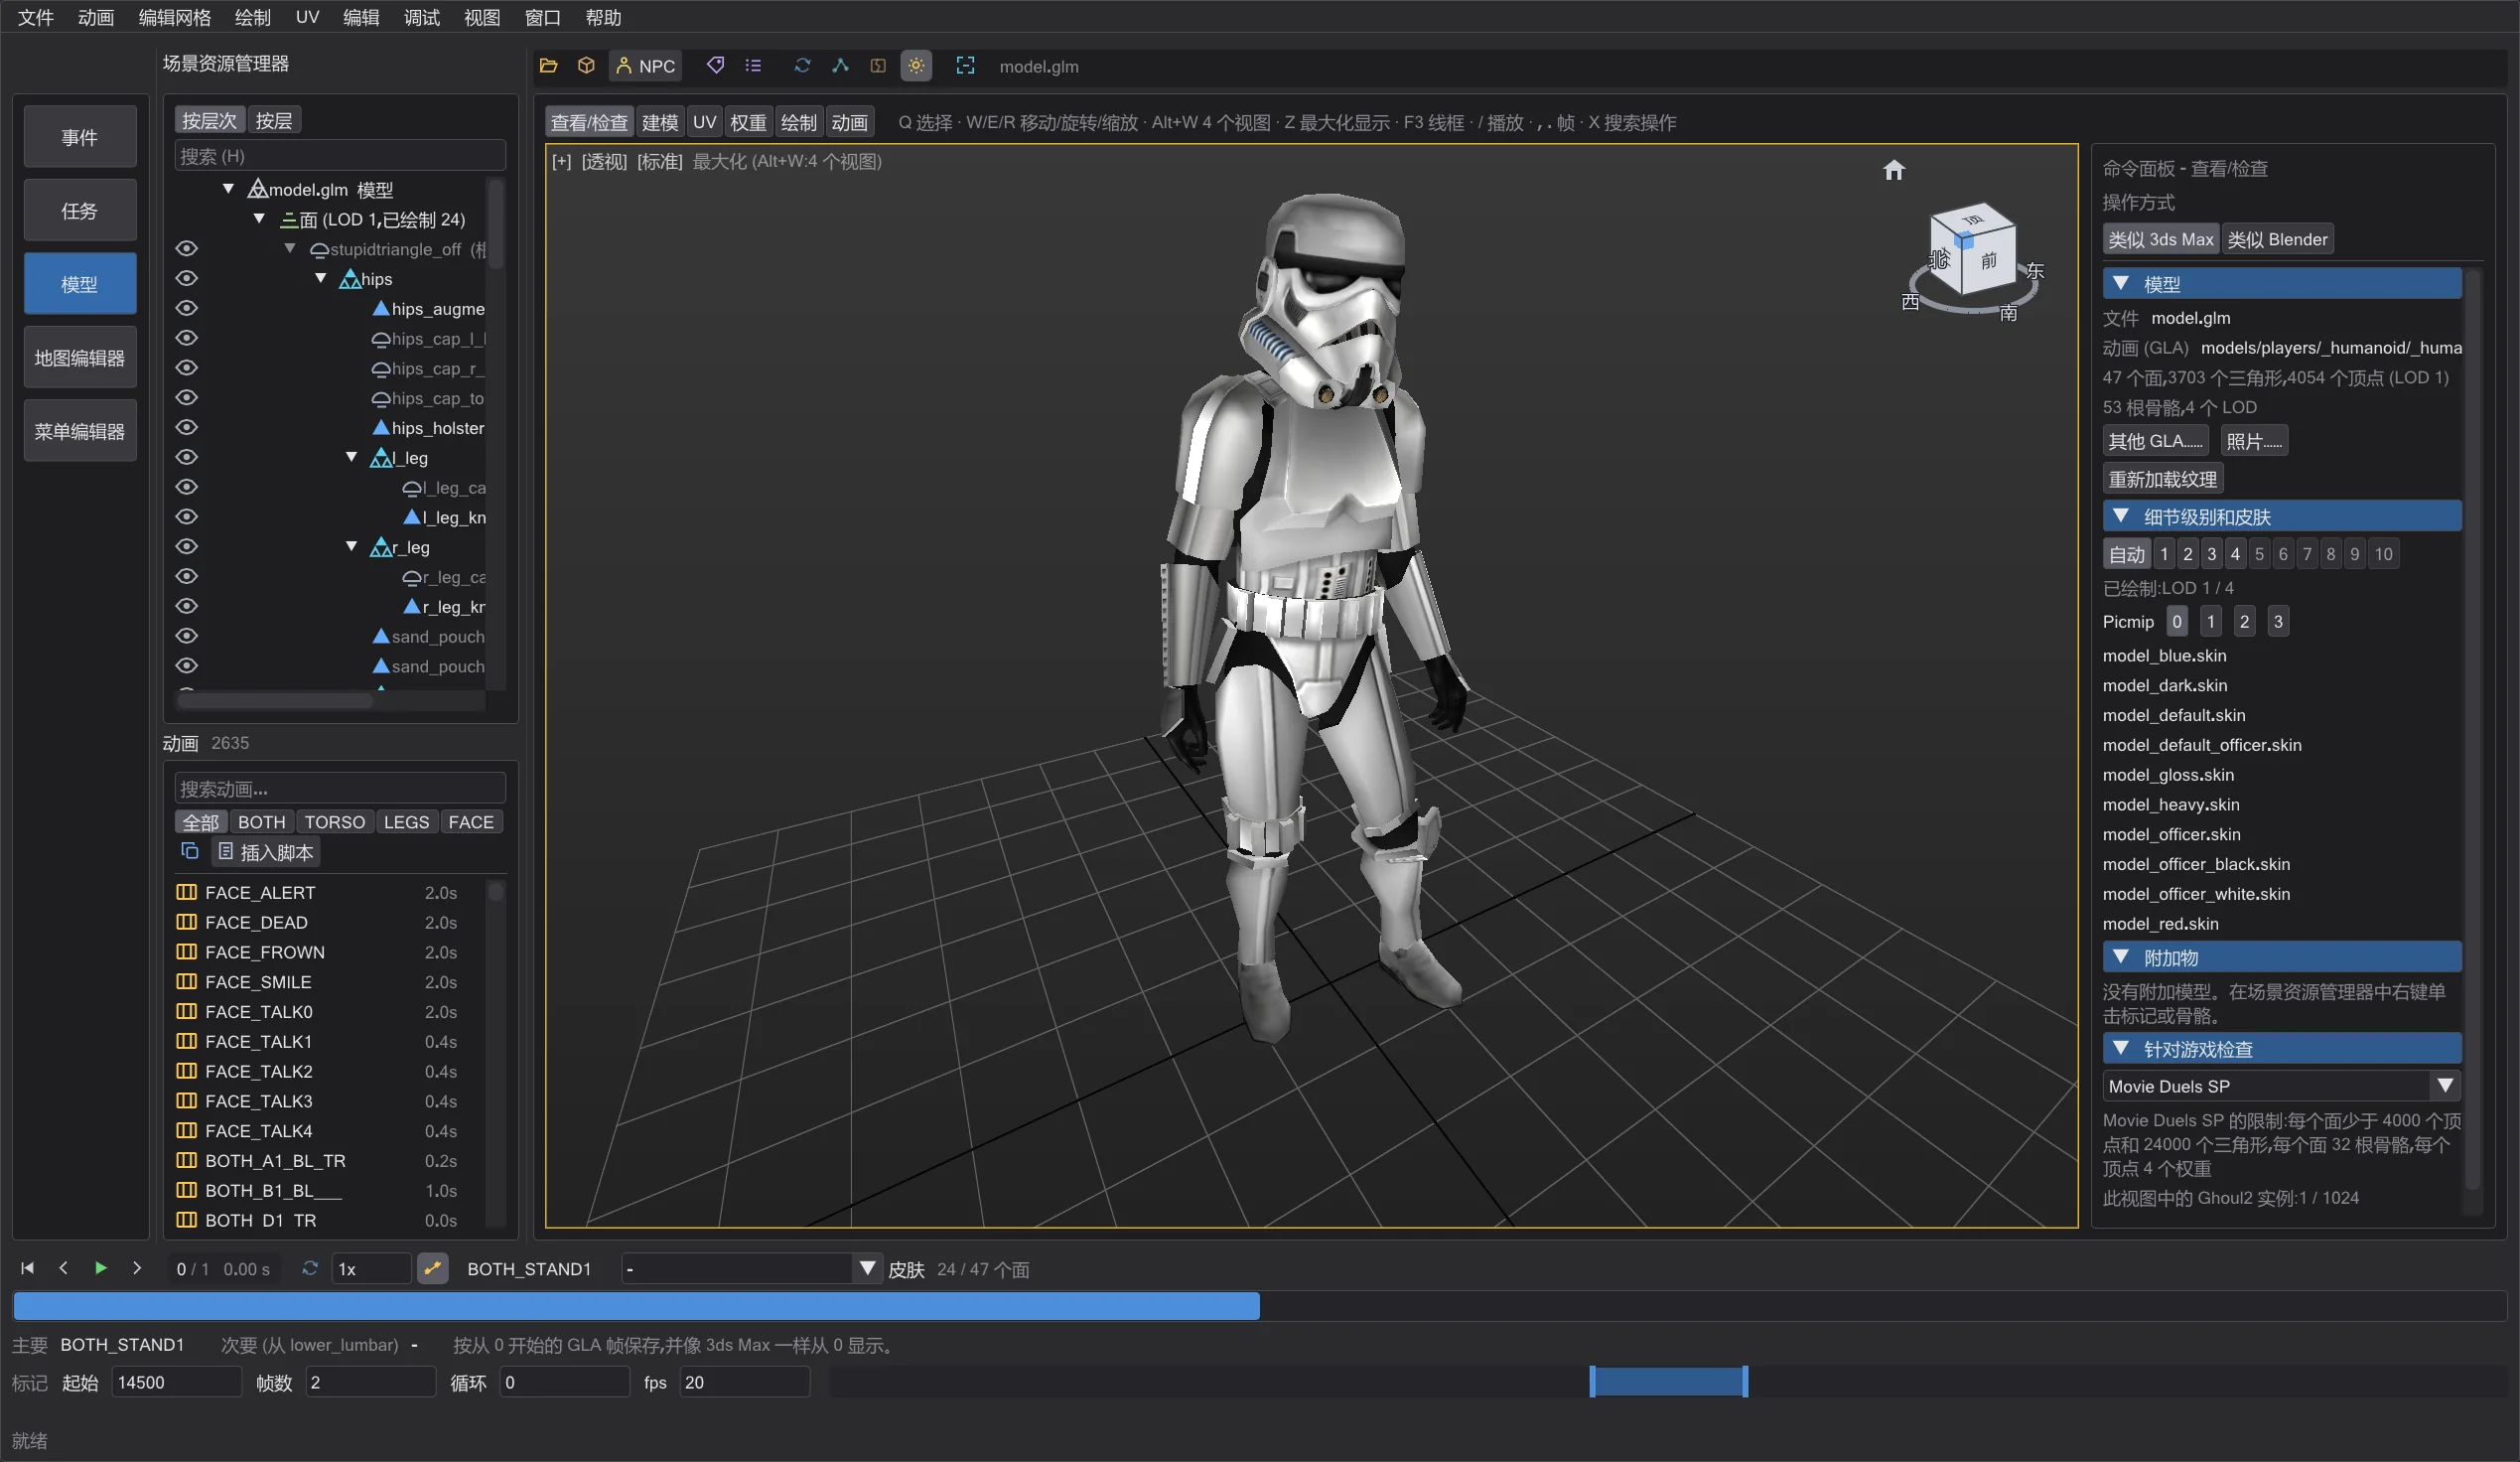 文件 动画 编辑网格 绘制 UV 编辑 调试 视图 窗口 帮助
场景资源管理器
NPC model.glm
事件
任务
模型
地图编辑器
菜单编辑器
按层次 按层
搜索 (H)
model.glm 模型
面 (LOD 1,已绘制 24)
stupidtriangle_off
hips
hips_augme
hips_cap_l_l
hips_cap_r_
hips_cap_to
hips_holster
l_leg
l_leg_ca
l_leg_kn
r_leg
r_leg_ca
r_leg_kr
sand_pouch
sand_pouch
动画 2635
搜索动画...
全部 BOTH TORSO LEGS FACE
插入脚本
FACE_ALERT 2.0s
FACE_DEAD 2.0s
FACE_FROWN 2.0s
FACE_SMILE 2.0s
FACE_TALK0 2.0s
FACE_TALK1 0.4s
FACE_TALK2 0.4s
FACE_TALK3 0.4s
FACE_TALK4 0.4s
BOTH_A1_BL_TR 0.2s
BOTH_B1_BL___ 1.0s
BOTH_D1_TR 0.0s
查看/检查 建模 UV 权重 绘制 动画 Q 选择 · W/E/R 移动/旋转/缩放 · Alt+W 4 个视图 · Z 最大化显示 · F3 线框 · / 播放 · , . 帧 · X 搜索操作
[+] [透视] [标准] 最大化 (Alt+W:4 个视图)
顶
前
北
东
西
南
命令面板 - 查看/检查
操作方式
类似 3ds Max 类似 Blender
模型
文件 model.glm
动画 (GLA) models/players/_humanoid/_huma
47 个面,3703 个三角形,4054 个顶点 (LOD 1)
53 根骨骼,4 个 LOD
其他 GLA...... 照片......
重新加载纹理
细节级别和皮肤
自动 1 2 3 4 5 6 7 8 9 10
已绘制:LOD 1 / 4
Picmip 0 1 2 3
model_blue.skin
model_dark.skin
model_default.skin
model_default_officer.skin
model_gloss.skin
model_heavy.skin
model_officer.skin
model_officer_black.skin
model_officer_white.skin
model_red.skin
附加物
没有附加模型。在场景资源管理器中右键单
击标记或骨骼。
针对游戏检查
Movie Duels SP
Movie Duels SP 的限制:每个面少于 4000 个顶
点和 24000 个三角形,每个面 32 根骨骼,每个
顶点 4 个权重
此视图中的 Ghoul2 实例:1 / 1024
0 / 1 0.00 s 1x BOTH_STAND1 - 皮肤 24 / 47 个面
主要 BOTH_STAND1 次要 (从 lower_lumbar) - 按从 0 开始的 GLA 帧保存,并像 3ds Max 一样从 0 显示。
标记 起始 14500 帧数 2 循环 0 fps 20
就绪